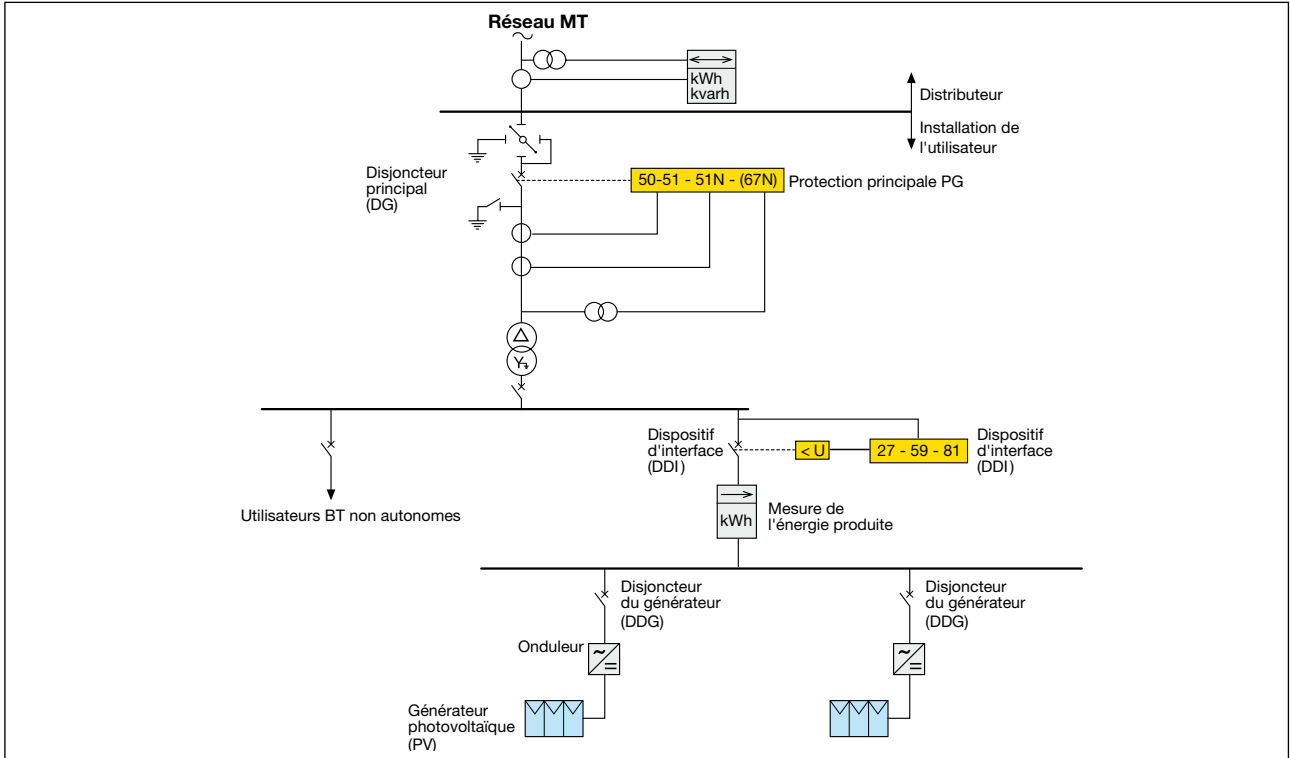 Réseau MT
kWh
kvarh
Distributeur
Installation de
l'utilisateur
Disjoncteur
principal
(DG)
50-51 - 51N - (67N)
Protection principale PG
Dispositif
d'interface
(DDI)
< U
27 - 59 - 81
Dispositif
d'interface
(DDI)
Utilisateurs BT non autonomes
kWh
Mesure de
l'énergie produite
Disjoncteur
du générateur
(DDG)
Disjoncteur
du générateur
(DDG)
Onduleur
Générateur
photovoltaïque
(PV)